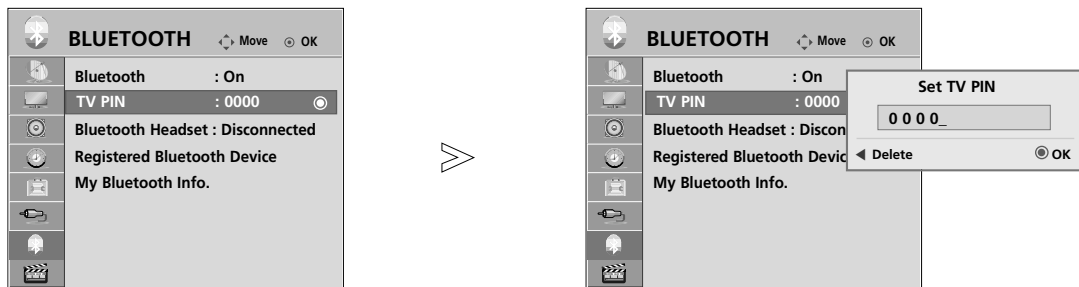 BLUETOOTH Move OK
Bluetooth : On
TV PIN : 0000
Bluetooth Headset : Disconnected
Registered Bluetooth Device
My Bluetooth Info.
BLUETOOTH Move OK
Bluetooth : On
TV PIN : 0000
Bluetooth Headset : Discon
Registered Bluetooth Devic
My Bluetooth Info.
Set TV PIN
0 0 0 0_
Delete OK